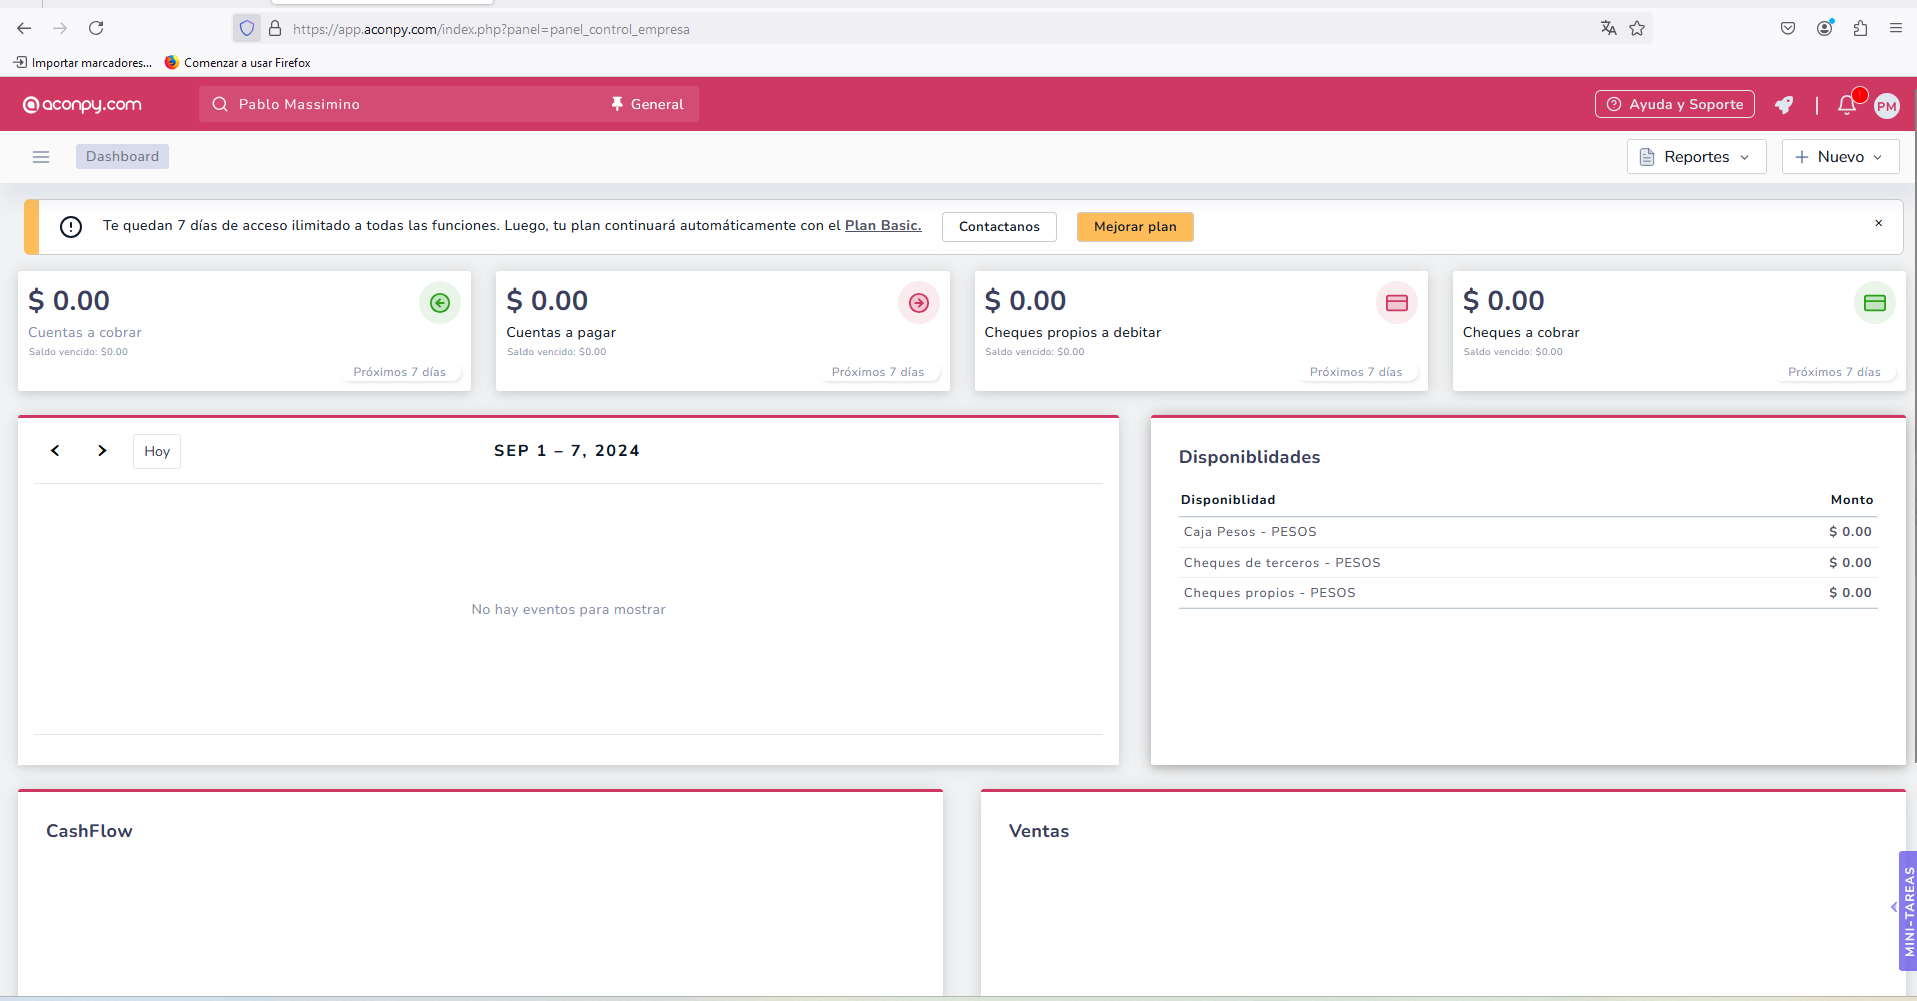 https://app.aconpy.com/index.php?panel=panel_control_empresa
Importar marcadores... Comenzar a usar Firefox
aconpy.com Pablo Massimino General Ayuda y Soporte PM
Dashboard Reportes Nuevo
Te quedan 7 días de acceso ilimitado a todas las funciones. Luego, tu plan continuará automáticamente con el Plan Basic. Contactanos Mejorar plan
$ 0.00
Cuentas a cobrar
Saldo vencido: $0.00
Próximos 7 días
$ 0.00
Cuentas a pagar
Saldo vencido: $0.00
Próximos 7 días
$ 0.00
Cheques propios a debitar
Saldo vencido: $0.00
Próximos 7 días
$ 0.00
Cheques a cobrar
Saldo vencido: $0.00
Próximos 7 días
Hoy SEP 1 – 7, 2024
No hay eventos para mostrar
Disponiblidades
Disponiblidad Monto
Caja Pesos - PESOS $ 0.00
Cheques de terceros - PESOS $ 0.00
Cheques propios - PESOS $ 0.00
CashFlow
Ventas
MINI-TAREAS